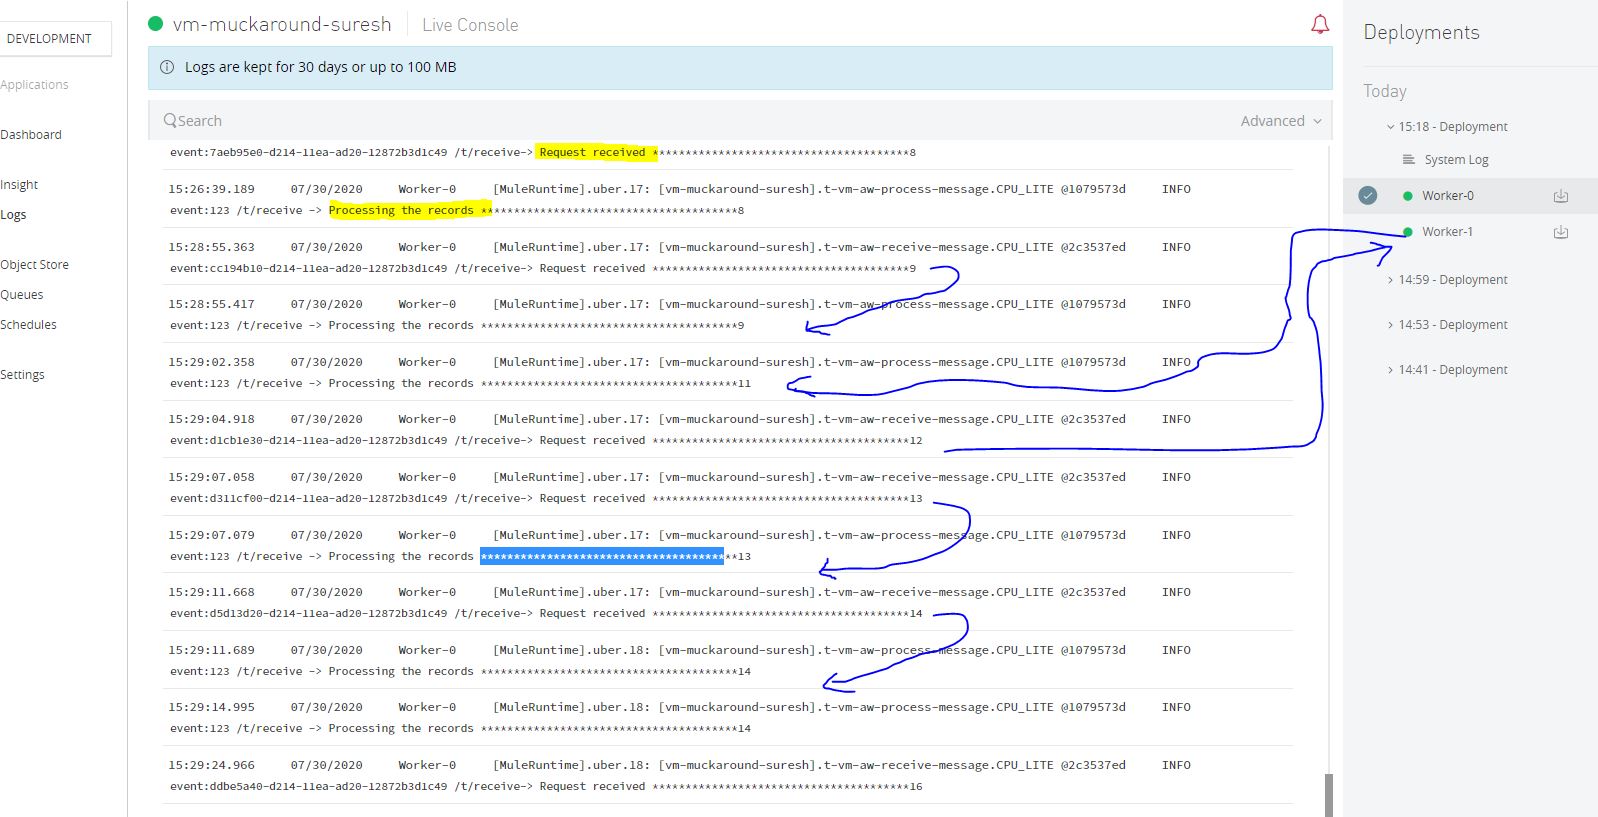 vm-muckaround-suresh Live Console
DEVELOPMENT
Applications
Dashboard
Insight
Logs
Object Store
Queues
Schedules
Settings
Logs are kept for 30 days or up to 100 MB
Search Advanced
event:7aeb95e0-d214-11ea-ad20-12872b3d1c49 /t/receive-> Request received ***************************************8
15:26:39.189 07/30/2020 Worker-0 [MuleRuntime].uber.17: [vm-muckaround-suresh].t-vm-aw-process-message.CPU_LITE @1079573d INFO
event:123 /t/receive -> Processing the records ***************************************8
15:28:55.363 07/30/2020 Worker-0 [MuleRuntime].uber.17: [vm-muckaround-suresh].t-vm-aw-receive-message.CPU_LITE @2c3537ed INFO
event:cc194b10-d214-11ea-ad20-12872b3d1c49 /t/receive-> Request received ***************************************9
15:28:55.417 07/30/2020 Worker-0 [MuleRuntime].uber.17: [vm-muckaround-suresh].t-vm-aw-process-message.CPU_LITE @1079573d INFO
event:123 /t/receive -> Processing the records ***************************************9
15:29:02.358 07/30/2020 Worker-0 [MuleRuntime].uber.17: [vm-muckaround-suresh].t-vm-aw-process-message.CPU_LITE @1079573d INFO
event:123 /t/receive -> Processing the records ***************************************11
15:29:04.918 07/30/2020 Worker-0 [MuleRuntime].uber.17: [vm-muckaround-suresh].t-vm-aw-receive-message.CPU_LITE @2c3537ed INFO
event:d1cb1e30-d214-11ea-ad20-12872b3d1c49 /t/receive-> Request received ***************************************12
15:29:07.058 07/30/2020 Worker-0 [MuleRuntime].uber.17: [vm-muckaround-suresh].t-vm-aw-receive-message.CPU_LITE @2c3537ed INFO
event:d311cf00-d214-11ea-ad20-12872b3d1c49 /t/receive-> Request received ***************************************13
15:29:07.079 07/30/2020 Worker-0 [MuleRuntime].uber.17: [vm-muckaround-suresh].t-vm-aw-process-message.CPU_LITE @1079573d INFO
event:123 /t/receive -> Processing the records ***************************************13
15:29:11.668 07/30/2020 Worker-0 [MuleRuntime].uber.17: [vm-muckaround-suresh].t-vm-aw-receive-message.CPU_LITE @2c3537ed INFO
event:d5d13d20-d214-11ea-ad20-12872b3d1c49 /t/receive-> Request received ***************************************14
15:29:11.689 07/30/2020 Worker-0 [MuleRuntime].uber.18: [vm-muckaround-suresh].t-vm-aw-process-message.CPU_LITE @1079573d INFO
event:123 /t/receive -> Processing the records ***************************************14
15:29:14.995 07/30/2020 Worker-0 [MuleRuntime].uber.18: [vm-muckaround-suresh].t-vm-aw-process-message.CPU_LITE @1079573d INFO
event:123 /t/receive -> Processing the records ***************************************14
15:29:24.966 07/30/2020 Worker-0 [MuleRuntime].uber.18: [vm-muckaround-suresh].t-vm-aw-receive-message.CPU_LITE @2c3537ed INFO
event:ddbe5a40-d214-11ea-ad20-12872b3d1c49 /t/receive-> Request received ***************************************16
Deployments
Today
15:18 - Deployment
System Log
Worker-0
Worker-1
14:59 - Deployment
14:53 - Deployment
14:41 - Deployment